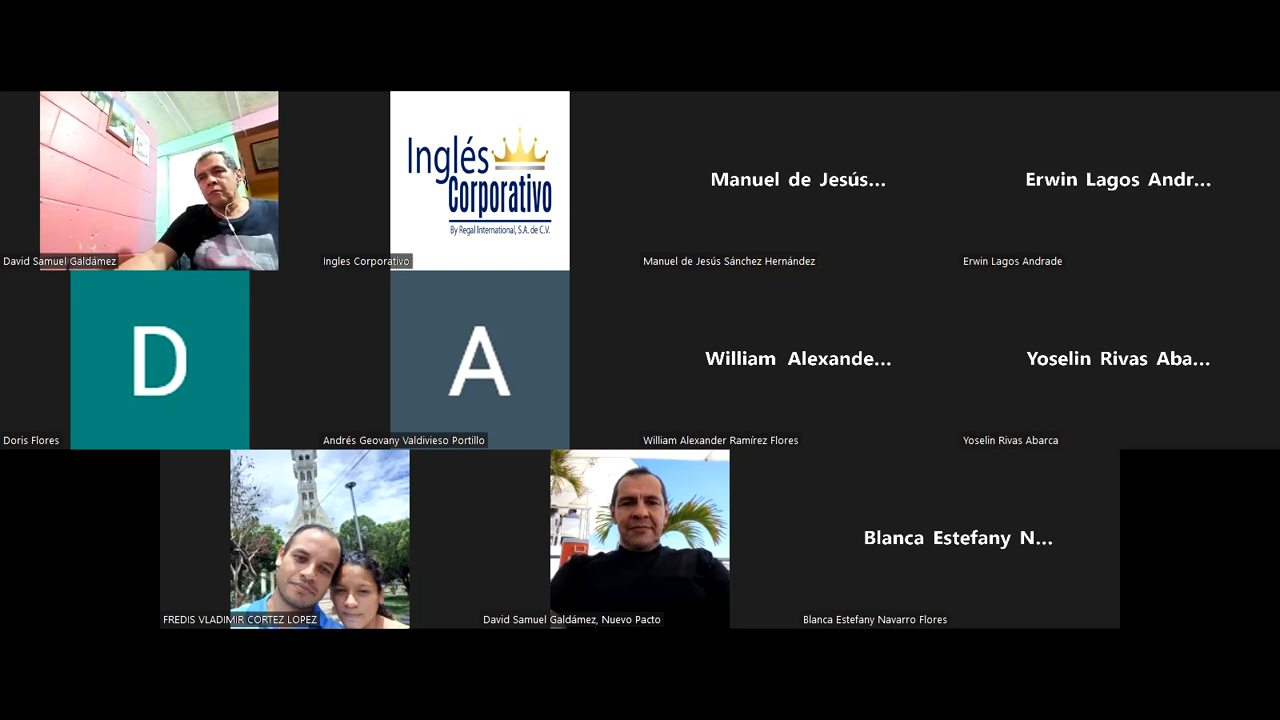 Inglés
Corporativo
By Regal International, S.A. de C.V.
Manuel de Jesús...
Erwin Lagos Andr...
David Samuel Galdámez
Ingles Corporativo
Manuel de Jesús Sánchez Hernández
Erwin Lagos Andrade
D
A
William Alexande...
Yoselin Rivas Aba...
Doris Flores
Andrés Geovany Valdivieso Portillo
William Alexander Ramírez Flores
Yoselin Rivas Abarca
Blanca Estefany N...
FREDIS VLADIMIR CORTEZ LOPEZ
David Samuel Galdámez, Nuevo Pacto
Blanca Estefany Navarro Flores